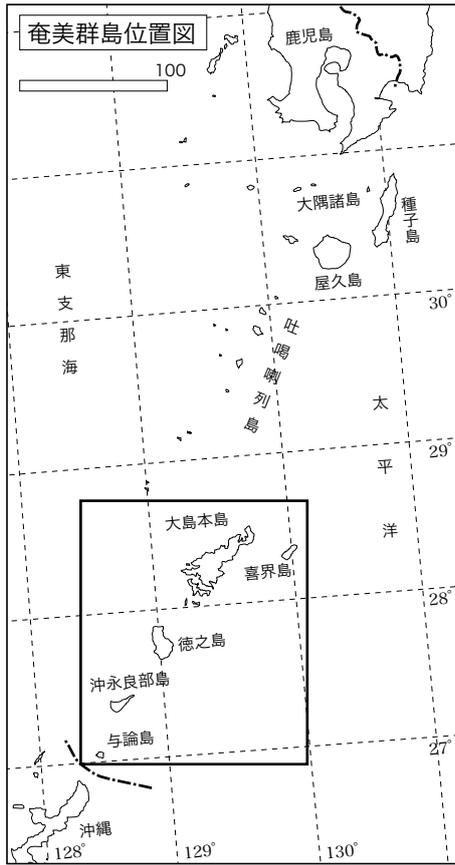 奄美群島位置図
100
鹿児島
大隅諸島
種子島
屋久島
東支那海
30°
吐喝喇列島
太平洋
29°
大島本島
喜界島
28°
徳之島
沖永良部島
与論島
27°
沖縄
128°
129°
130°